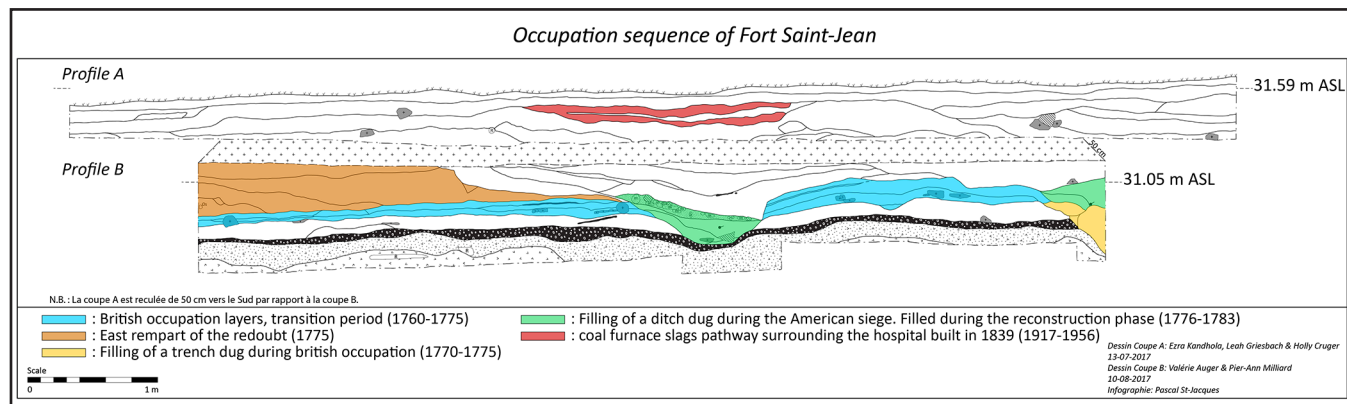 Occupation sequence of Fort Saint-Jean
Profile A
31.59 m ASL
50 cm
Profile B
31.05 m ASL
N.B. : La coupe A est reculée de 50 cm vers le Sud par rapport à la coupe B.
: British occupation layers, transition period (1760-1775)
: East rempart of the redoubt (1775)
: Filling of a trench dug during british occupation (1770-1775)
: Filling of a ditch dug during the American siege. Filled during the reconstruction phase (1776-1783)
: coal furnace slags pathway surrounding the hospital built in 1839 (1917-1956)
Scale
0 1 m
Dessin Coupe A: Ezra Kandhola, Leah Griesbach & Holly Cruger
13-07-2017
Dessin Coupe B: Valérie Auger & Pier-Ann Milliard
10-08-2017
Infographie: Pascal St-Jacques